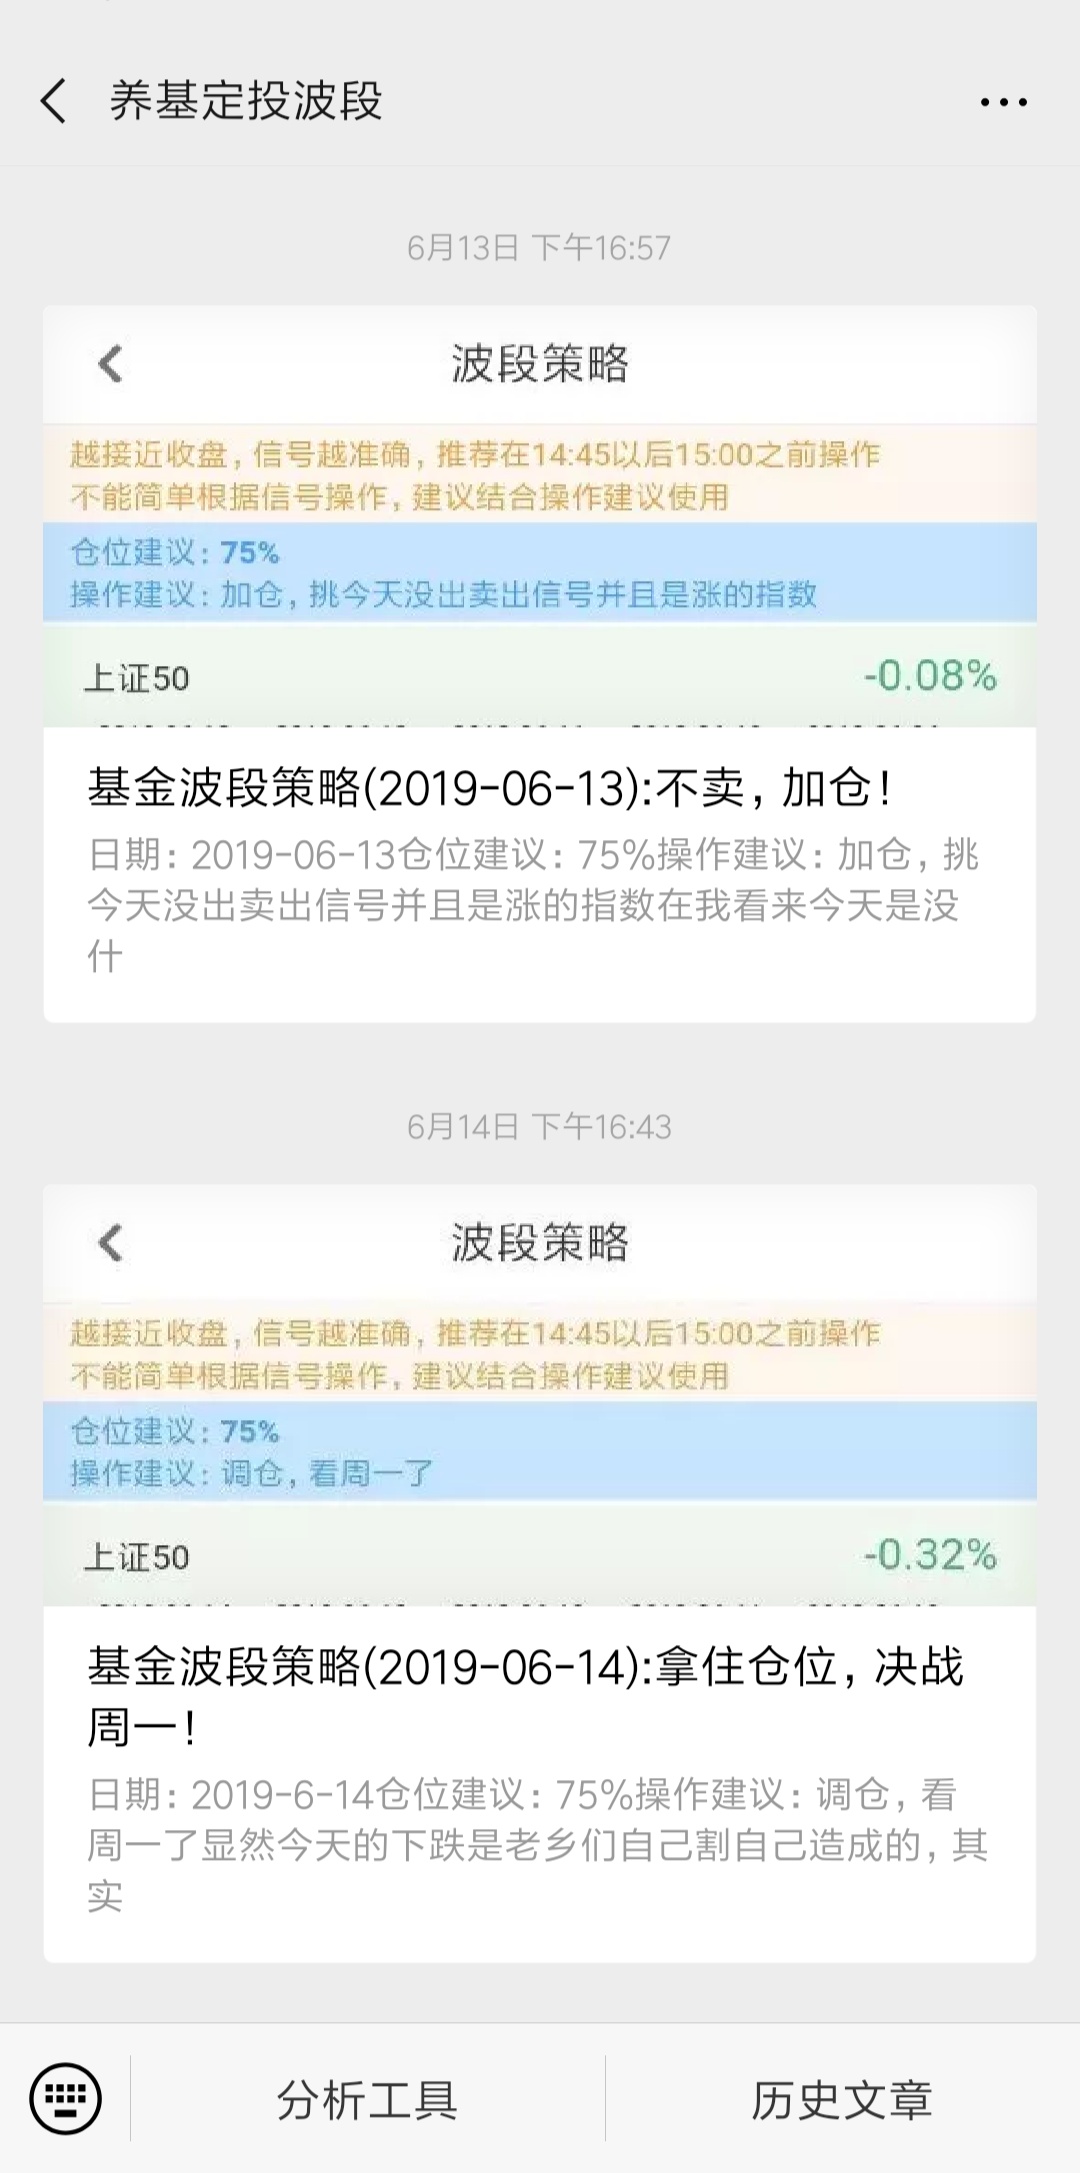 养基定投波段
6月13日 下午16:57
波段策略
越接近收盘，信号越准确，推荐在14:45以后15:00之前操作
不能简单根据信号操作，建议结合操作建议使用
仓位建议：75%
操作建议：加仓，挑今天没出卖出信号并且是涨的指数
上证50
-0.08%
基金波段策略(2019-06-13):不卖，加仓！
日期：2019-06-13仓位建议：75%操作建议：加仓，挑
今天没出卖出信号并且是涨的指数在我看来今天是没
什
6月14日 下午16:43
波段策略
越接近收盘，信号越准确，推荐在14:45以后15:00之前操作
不能简单根据信号操作，建议结合操作建议使用
仓位建议：75%
操作建议：调仓，看周一了
上证50
-0.32%
基金波段策略(2019-06-14):拿住仓位，决战
周一！
日期：2019-6-14仓位建议：75%操作建议：调仓，看
周一了显然今天的下跌是老乡们自己割自己造成的，其
实
分析工具
历史文章